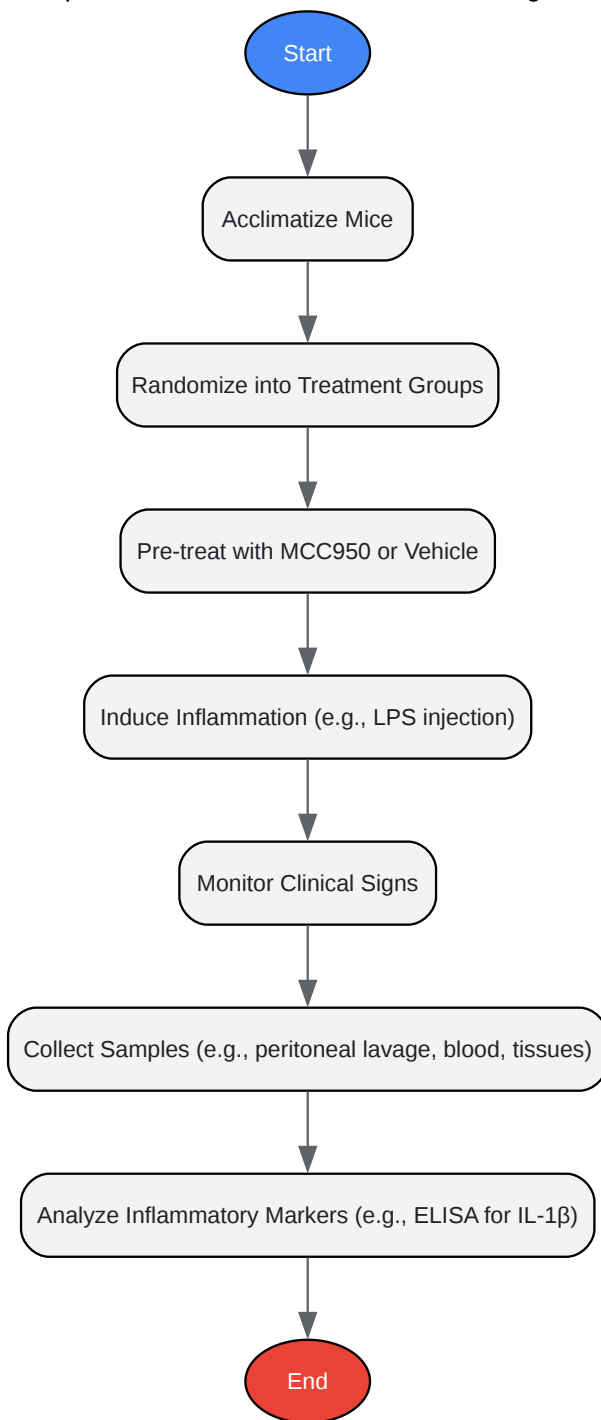 Start
Acclimatize Mice
Randomize into Treatment Groups
Pre-treat with MCC950 or Vehicle
Induce Inflammation (e.g., LPS injection)
Monitor Clinical Signs
Collect Samples (e.g., peritoneal lavage, blood, tissues)
Analyze Inflammatory Markers (e.g., ELISA for IL-1β)
End